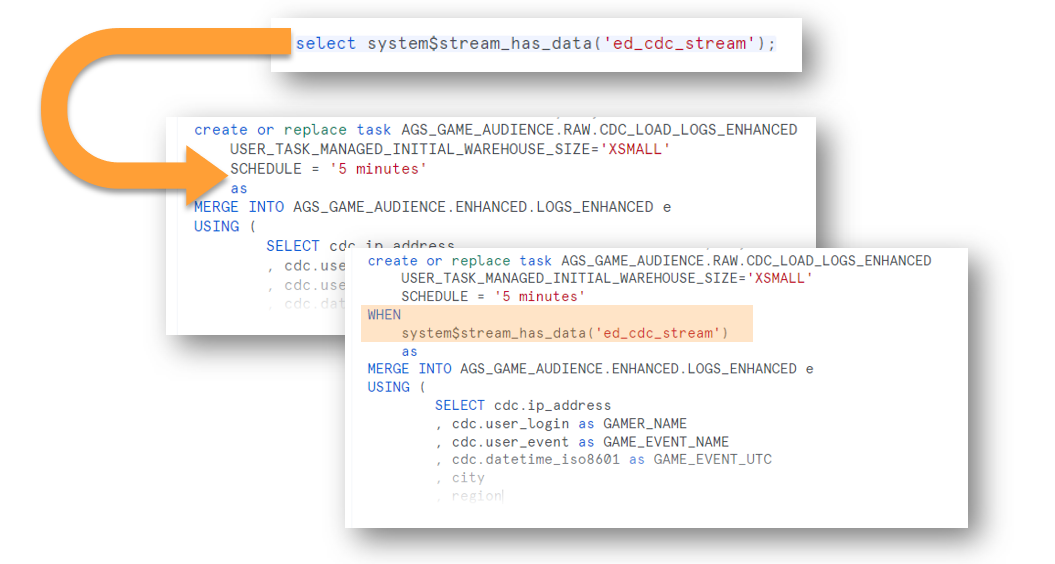 select system$stream_has_data('ed_cdc_stream');
create or replace task AGS_GAME_AUDIENCE.RAW.CDC_LOAD_LOGS_ENHANCED
USER_TASK_MANAGED_INITIAL_WAREHOUSE_SIZE='XSMALL'
SCHEDULE = '5 minutes'
as
MERGE INTO AGS_GAME_AUDIENCE.ENHANCED.LOGS_ENHANCED e
USING (
SELECT cdc.ip_address
, cdc.use
, cdc.use
, cdc.dat
create or replace task AGS_GAME_AUDIENCE.RAW.CDC_LOAD_LOGS_ENHANCED
USER_TASK_MANAGED_INITIAL_WAREHOUSE_SIZE='XSMALL'
SCHEDULE = '5 minutes'
WHEN
system$stream_has_data('ed_cdc_stream')
as
MERGE INTO AGS_GAME_AUDIENCE.ENHANCED.LOGS_ENHANCED e
USING (
SELECT cdc.ip_address
, cdc.user_login as GAMER_NAME
, cdc.user_event as GAME_EVENT_NAME
, cdc.datetime_iso8601 as GAME_EVENT_UTC
, city
, region